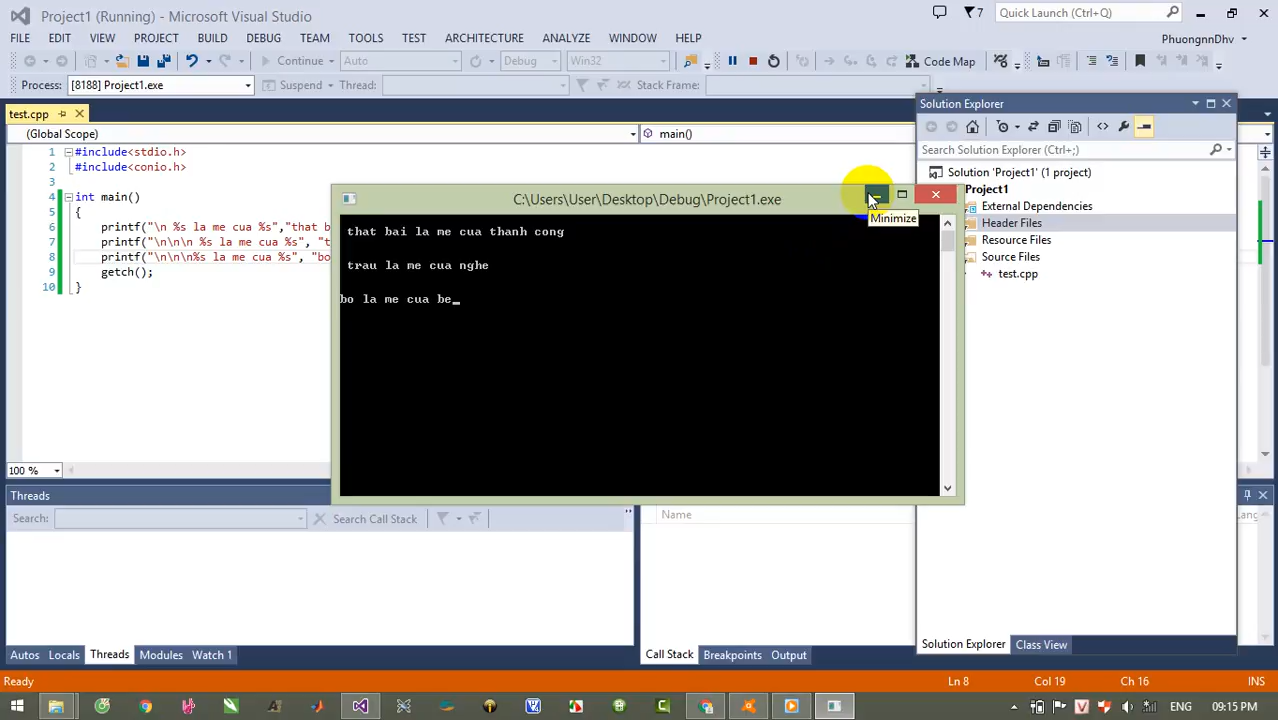 Project1 (Running) - Microsoft Visual Studio
7
Quick Launch (Ctrl+Q)
FILE EDIT VIEW PROJECT BUILD DEBUG TEAM TOOLS TEST ARCHITECTURE ANALYZE WINDOW HELP
PhuongnnDhv
Continue Auto Debug Win32 Code Map
Process: [8188] Project1.exe Suspend Thread: Stack Frame:
test.cpp
(Global Scope) main()
1 #include<stdio.h>
2 #include<conio.h>
3
4 int main()
5 {
6 printf("\n %s la me cua %s","that b
7 printf("\n\n %s la me cua %s", "t
8 printf("\n\n\n%s la me cua %s", "bo
9 getch();
10 }
C:\Users\User\Desktop\Debug\Project1.exe
Minimize
that bai la me cua thanh cong
trau la me cua nghe
bo la me cua be_
Solution Explorer
Search Solution Explorer (Ctrl+;)
Solution 'Project1' (1 project)
Project1
External Dependencies
Header Files
Resource Files
Source Files
test.cpp
Solution Explorer Class View
100 %
Threads
Search: Search Call Stack
Name
Lang
Autos Locals Threads Modules Watch 1
Call Stack Breakpoints Output
Ready Ln 8 Col 19 Ch 16 INS
ENG 09:15 PM